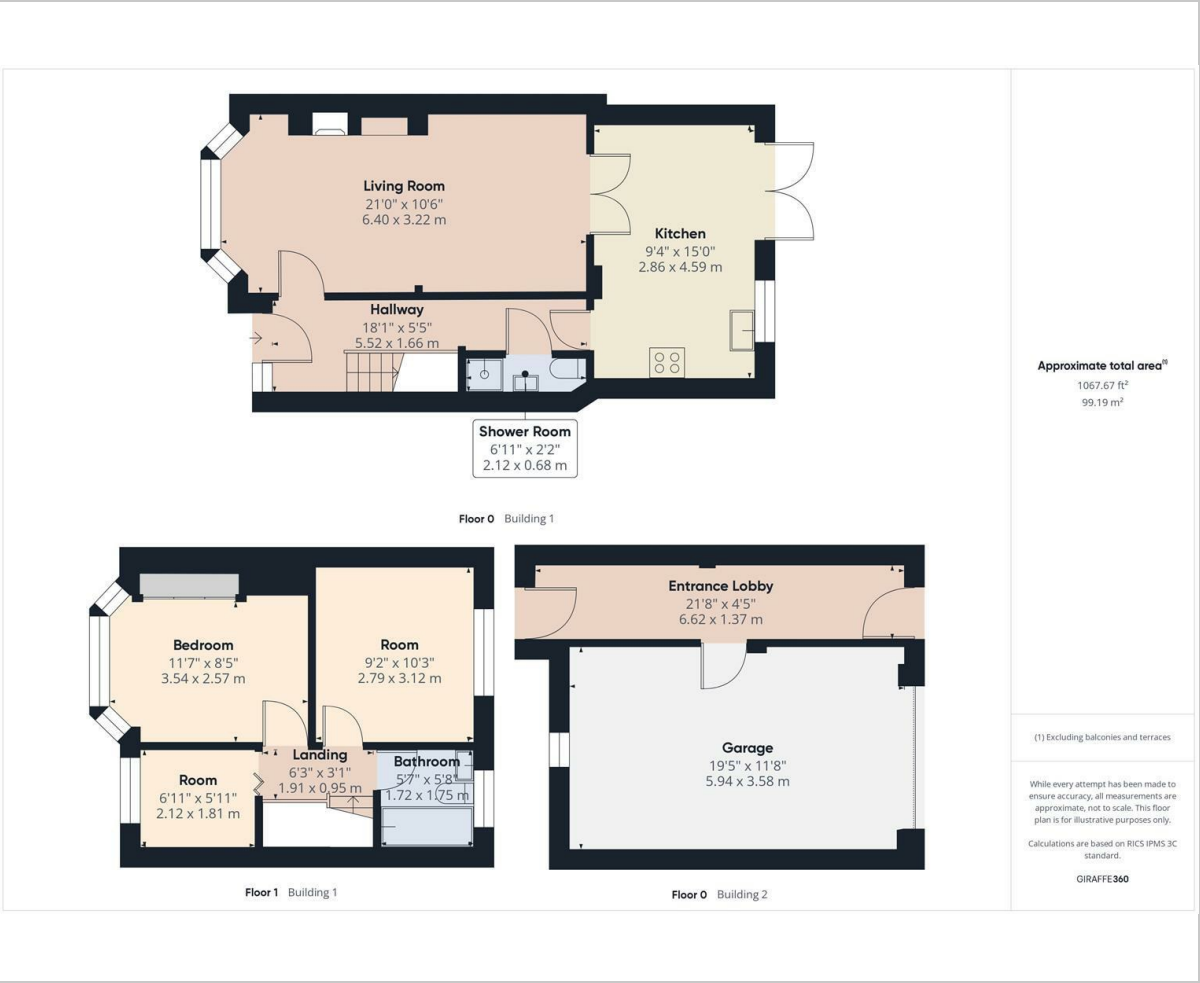 Living Room
21'0" x 10'6"
6.40 x 3.22 m
Kitchen
9'4" x 15'0"
2.86 x 4.59 m
Hallway
18'1" x 5'5"
5.52 x 1.66 m
Shower Room
6'11" x 2'2"
2.12 x 0.68 m
Floor 0 Building 1
Bedroom
11'7" x 8'5"
3.54 x 2.57 m
Room
9'2" x 10'3"
2.79 x 3.12 m
Landing
6'3" x 3'1"
1.91 x 0.95 m
Bathroom
5'7" x 5'8"
1.72 x 1.75 m
Room
6'11" x 5'11"
2.12 x 1.81 m
Floor 1 Building 1
Entrance Lobby
21'8" x 4'5"
6.62 x 1.37 m
Garage
19'5" x 11'8"
5.94 x 3.58 m
Floor 0 Building 2
Approximate total area(1)
1067.67 ft²
99.19 m²
(1) Excluding balconies and terraces
While every attempt has been made to
ensure accuracy, all measurements are
approximate, not to scale. This floor
plan is for illustrative purposes only.
Calculations are based on RICS IPMS 3C
standard.
GIRAFFE360